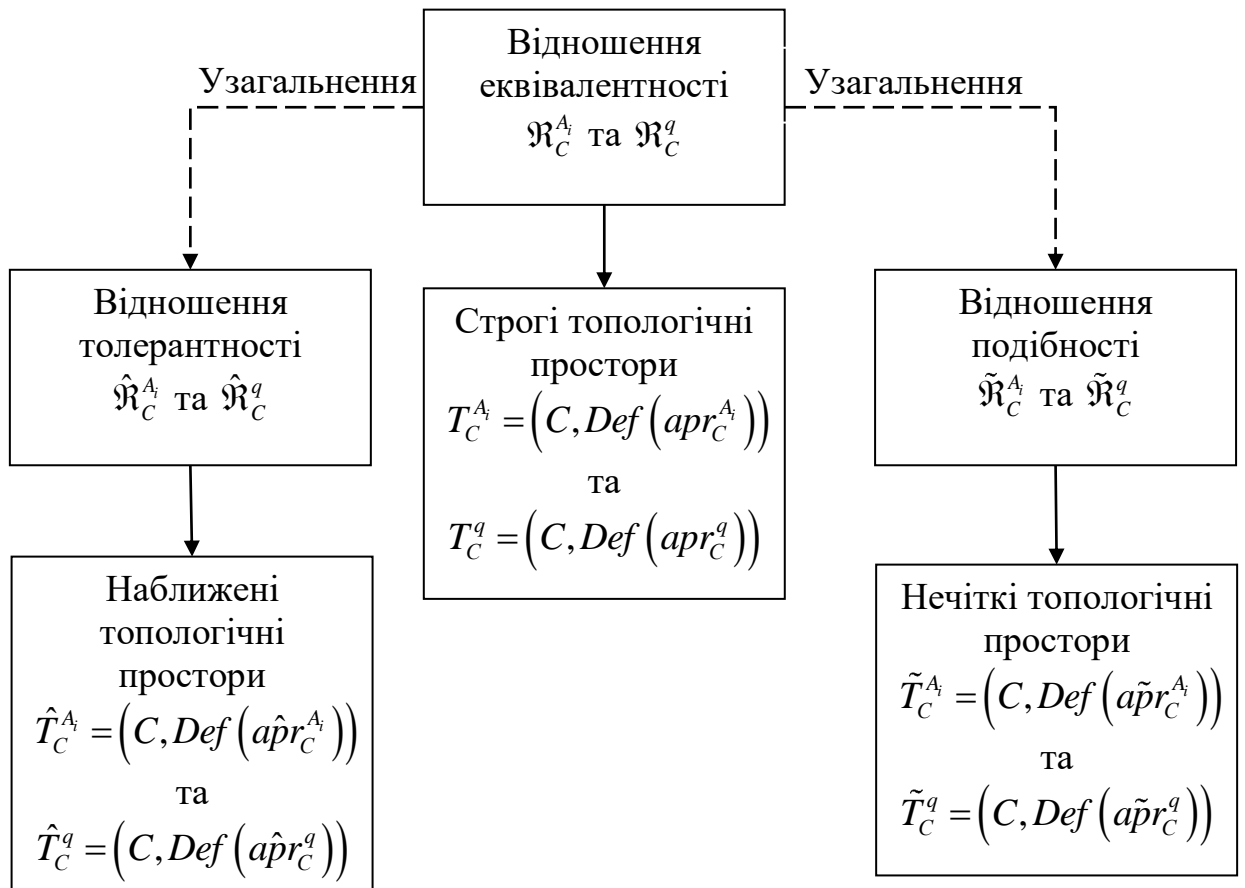 Відношення
еквівалентності
ℜ_C^{A_i} та ℜ_C^q
Узагальнення
Узагальнення
Відношення
толерантності
ℜ̂_C^{A_i} та ℜ̂_C^q
Строгі топологічні
простори
T_C^{A_i} = (C, Def(apr_C^{A_i}))
та
T_C^q = (C, Def(apr_C^q))
Відношення
подібності
ℜ̃_C^{A_i} та ℜ̃_C^q
Наближені
топологічні
простори
T̂_C^{A_i} = (C, Def(ap̂r_C^{A_i}))
та
T̂_C^q = (C, Def(ap̂r_C^q))
Нечіткі топологічні
простори
T̃_C^{A_i} = (C, Def(ap̃r_C^{A_i}))
та
T̃_C^q = (C, Def(ap̃r_C^q))